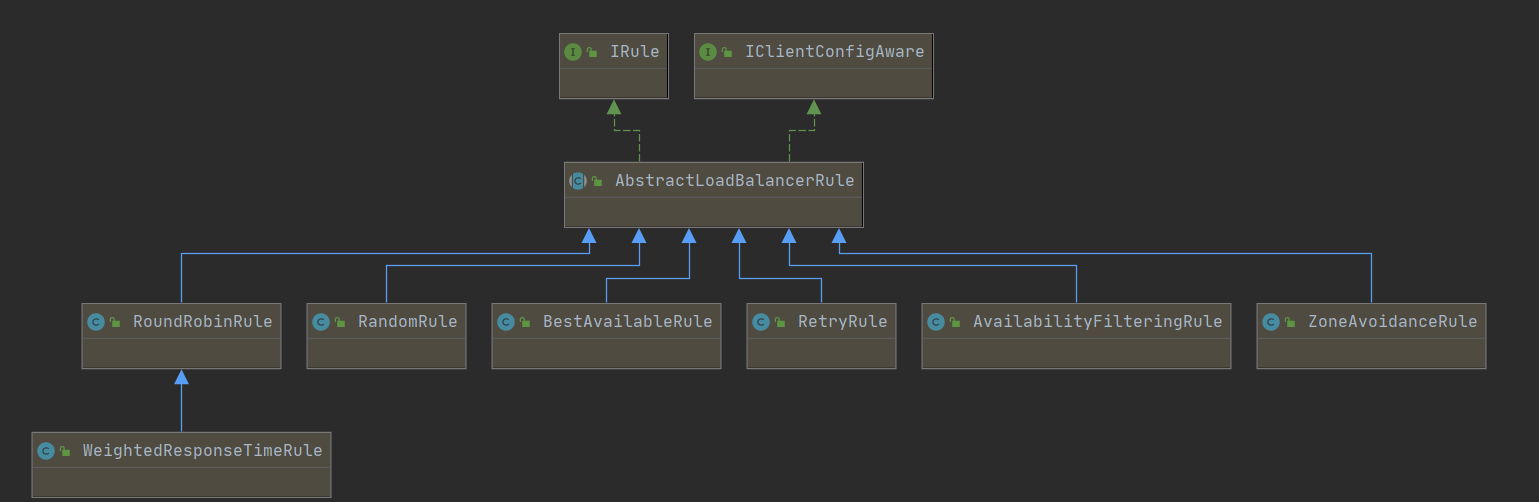 IRule
IClientConfigAware
AbstractLoadBalancerRule
RoundRobinRule
RandomRule
BestAvailableRule
RetryRule
AvailabilityFilteringRule
ZoneAvoidanceRule
WeightedResponseTimeRule